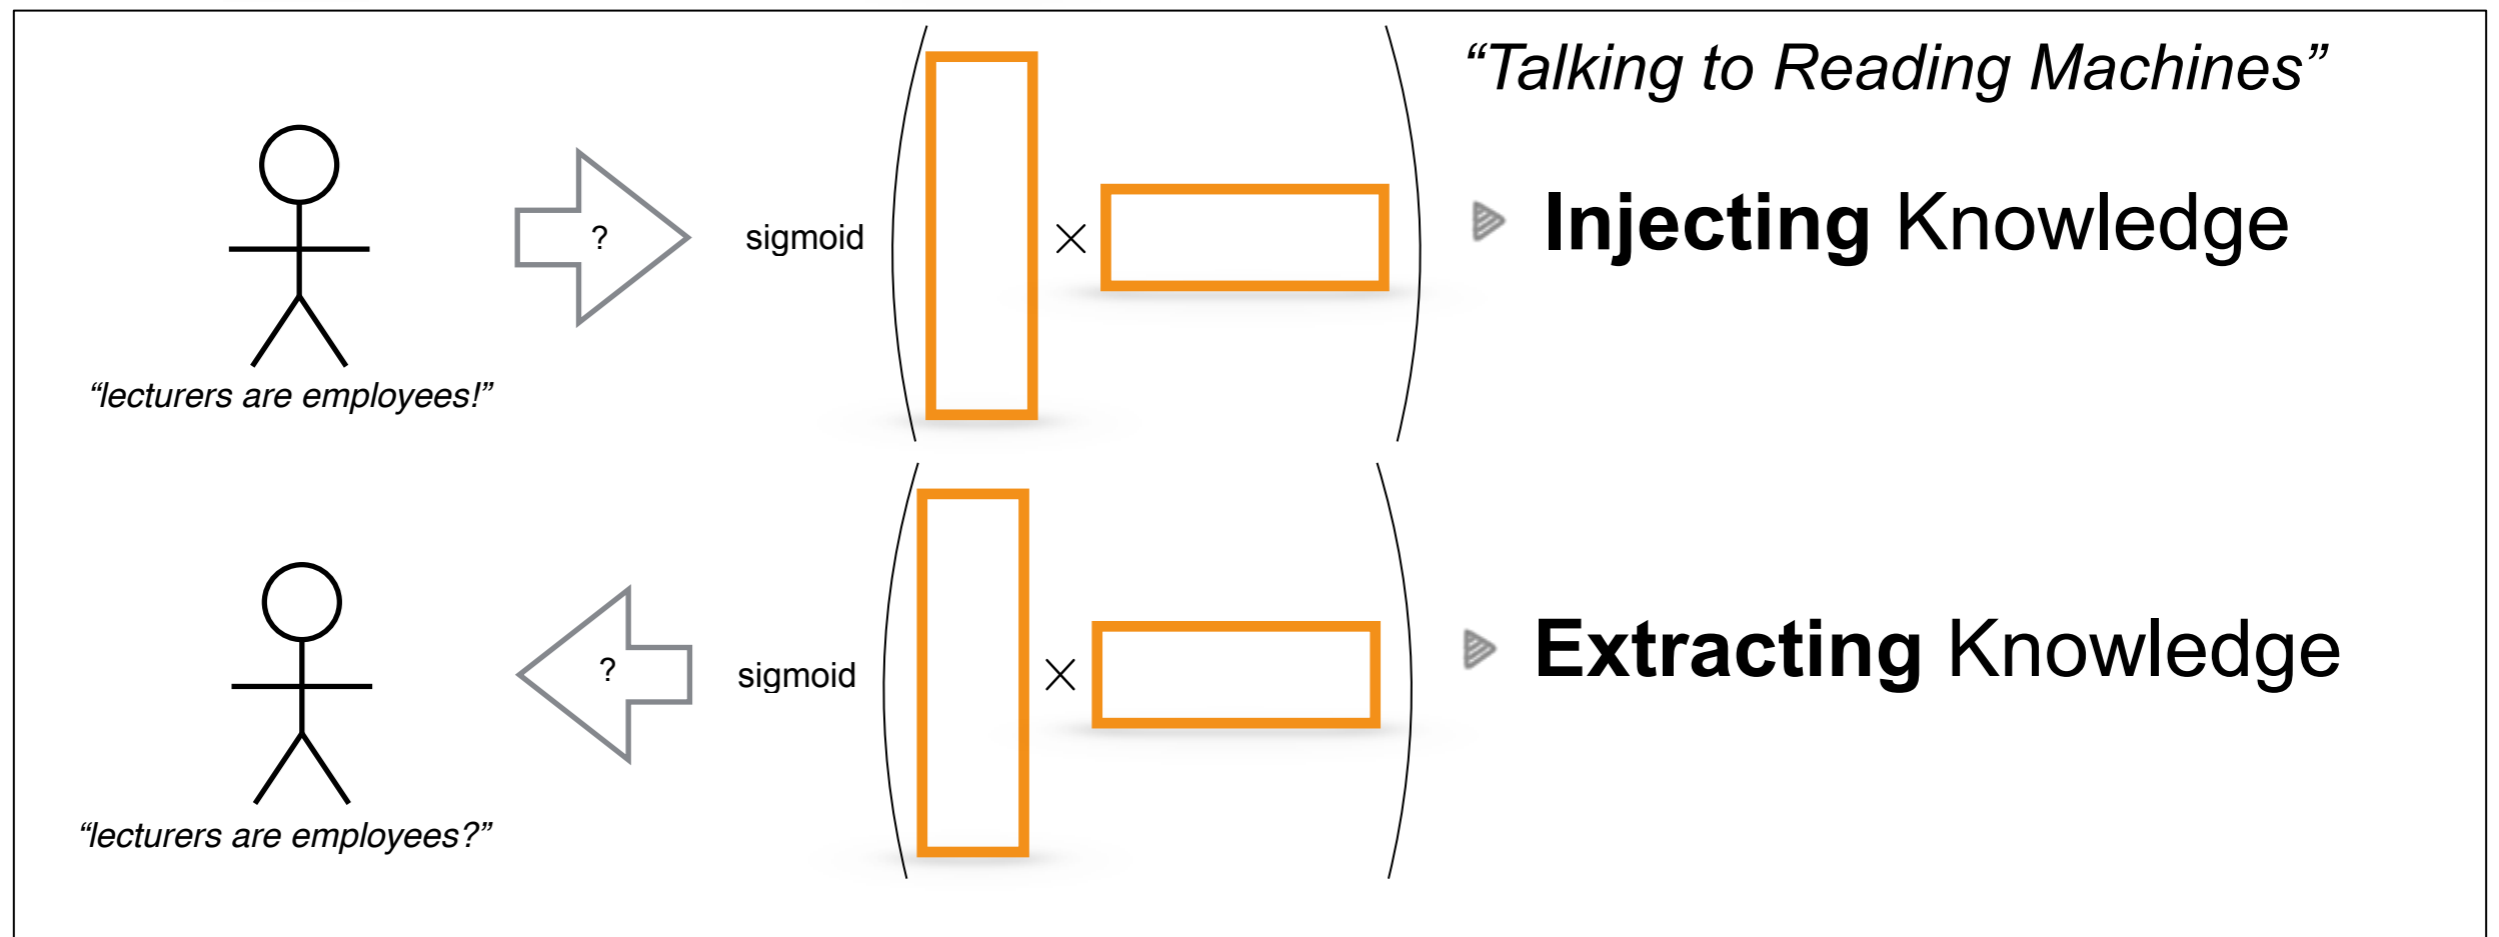 “Talking to Reading Machines”
?
sigmoid
×
Injecting Knowledge
“lecturers are employees!”
?
sigmoid
×
Extracting Knowledge
“lecturers are employees?”